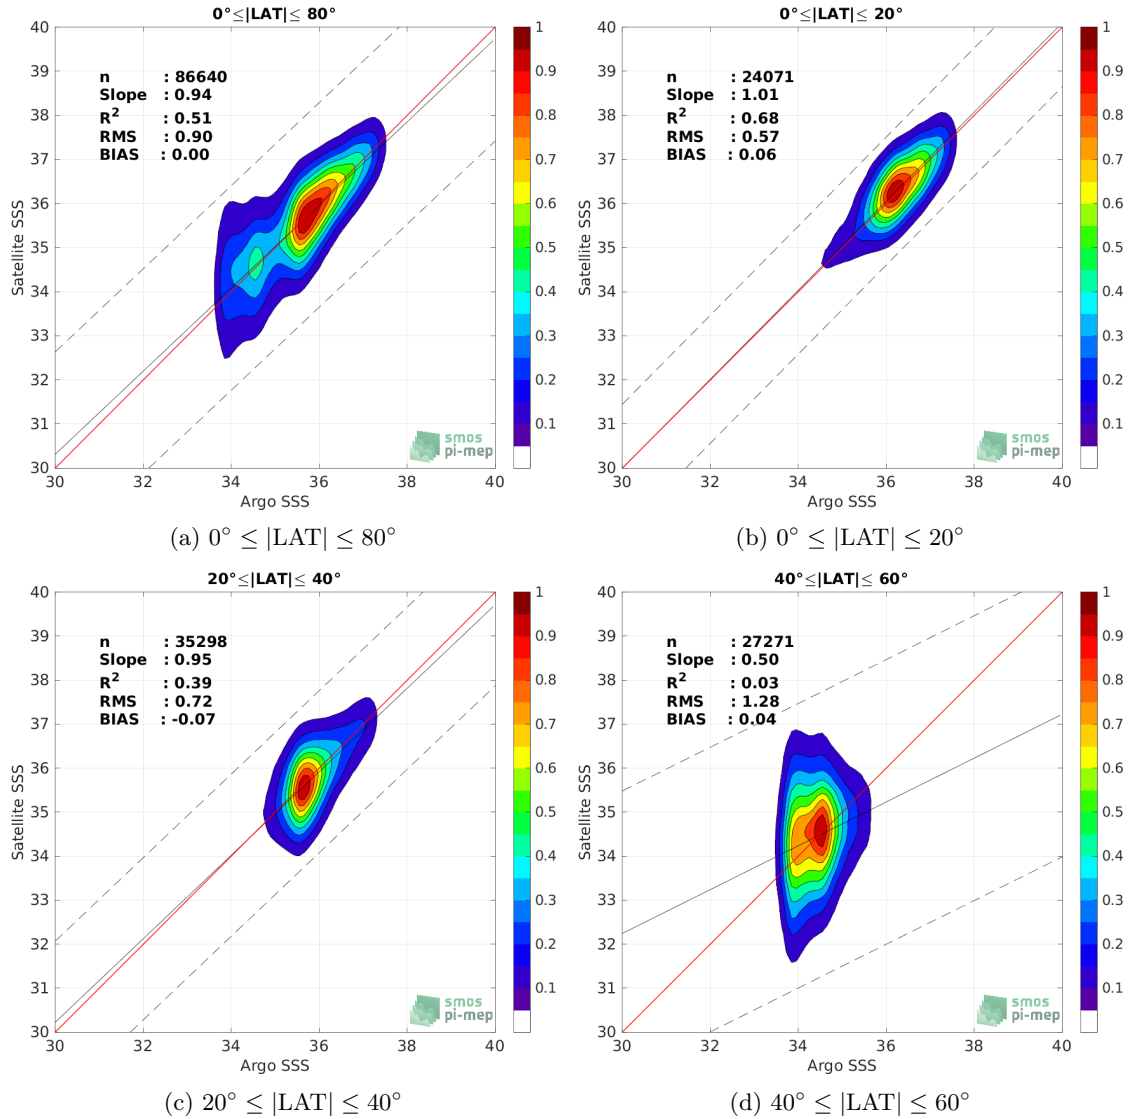 0°≤|LAT|≤ 80°
40
39
38
37
36
35
34
33
32
31
30
30 32 34 36 38 40
Satellite SSS
Argo SSS
n : 86640
Slope : 0.94
R² : 0.51
RMS : 0.90
BIAS : 0.00
smos
pi-mep
1
0.9
0.8
0.7
0.6
0.5
0.4
0.3
0.2
0.1
(a) 0° ≤ |LAT| ≤ 80°
0°≤|LAT|≤ 20°
40
39
38
37
36
35
34
33
32
31
30
30 32 34 36 38 40
Satellite SSS
Argo SSS
n : 24071
Slope : 1.01
R² : 0.68
RMS : 0.57
BIAS : 0.06
smos
pi-mep
1
0.9
0.8
0.7
0.6
0.5
0.4
0.3
0.2
0.1
(b) 0° ≤ |LAT| ≤ 20°
20°≤|LAT|≤ 40°
40
39
38
37
36
35
34
33
32
31
30
30 32 34 36 38 40
Satellite SSS
Argo SSS
n : 35298
Slope : 0.95
R² : 0.39
RMS : 0.72
BIAS : -0.07
smos
pi-mep
1
0.9
0.8
0.7
0.6
0.5
0.4
0.3
0.2
0.1
(c) 20° ≤ |LAT| ≤ 40°
40°≤|LAT|≤ 60°
40
39
38
37
36
35
34
33
32
31
30
30 32 34 36 38 40
Satellite SSS
Argo SSS
n : 27271
Slope : 0.50
R² : 0.03
RMS : 1.28
BIAS : 0.04
smos
pi-mep
1
0.9
0.8
0.7
0.6
0.5
0.4
0.3
0.2
0.1
(d) 40° ≤ |LAT| ≤ 60°